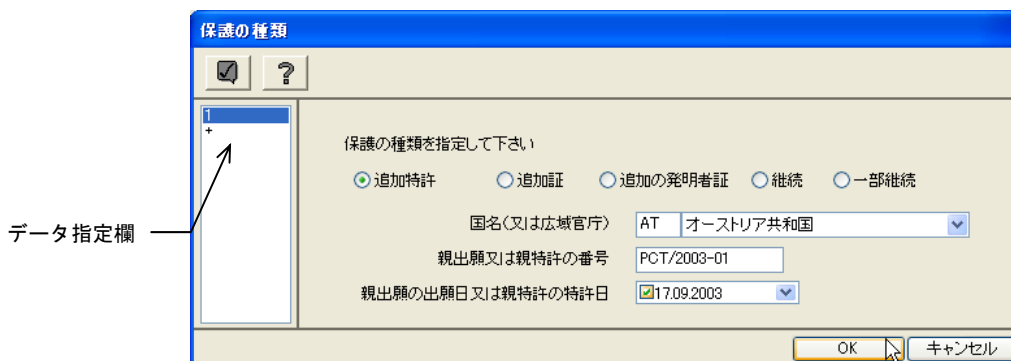 保護の種類
?
1
+
保護の種類を指定して下さい
追加特許 追加証 追加の発明者証 継続 一部継続
データ指定欄
国名(又は広域官庁) AT オーストリア共和国
親出願又は親特許の番号 PCT/2003-01
親出願の出願日又は親特許の特許日 17.09.2003
OK キャンセル